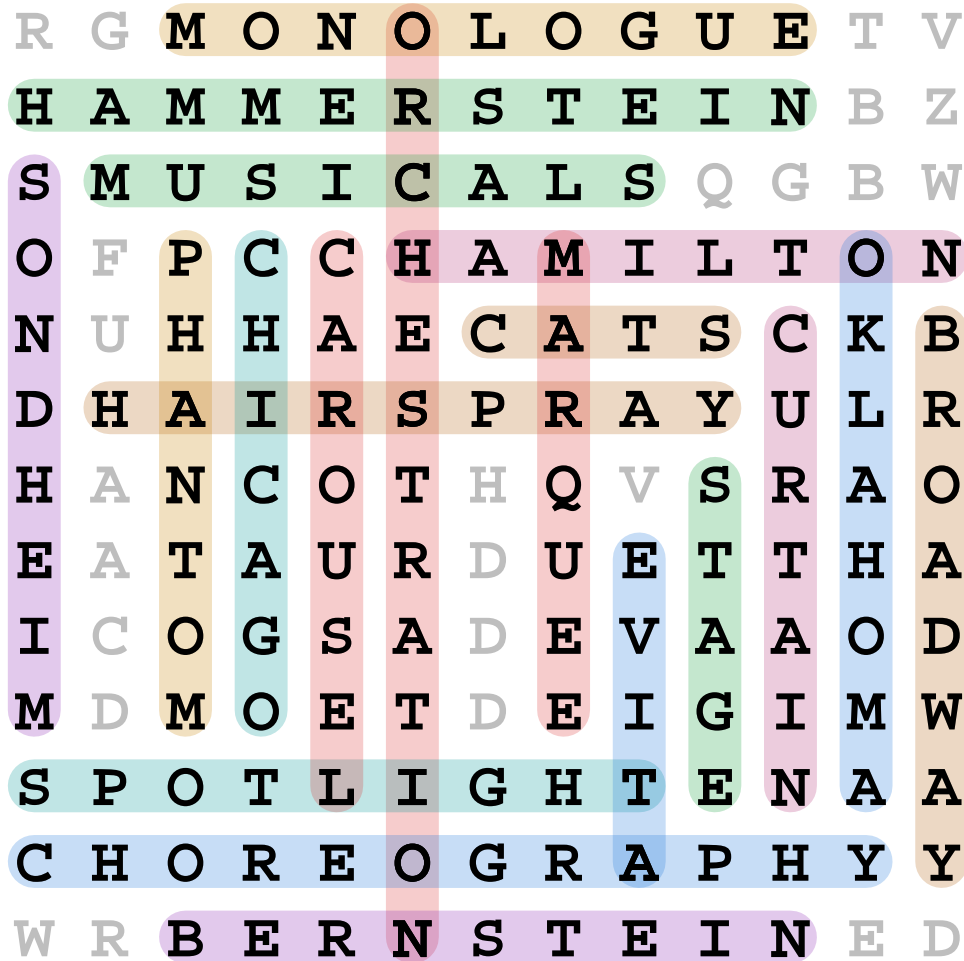 R G M O N O L O G U E T V
H A M M E R S T E I N B Z
S M U S I C A L S Q G B W
O F P C C H A M I L T O N
N U H H A E C A T S C K B
D H A I R S P R A Y U L R
H A N C O T H Q V S R A O
E A T A U R D U E T T H A
I C O G S A D E V A A O D
M D M O E T D E I G I M W
S P O T L I G H T E N A A
C H O R E O G R A P H Y Y
W R B E R N S T E I N E D